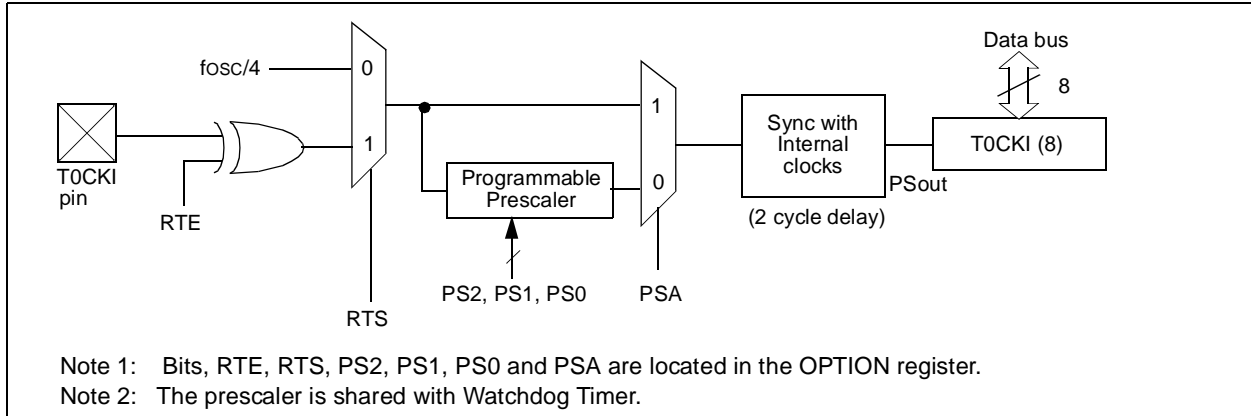 Data bus
8
fosc/4
0
1
T0CKI
pin
RTE
RTS
Programmable
Prescaler
PS2, PS1, PS0
1
0
PSA
Sync with
Internal
clocks
(2 cycle delay)
PSout
T0CKI (8)
Note 1: Bits, RTE, RTS, PS2, PS1, PS0 and PSA are located in the OPTION register.
Note 2: The prescaler is shared with Watchdog Timer.